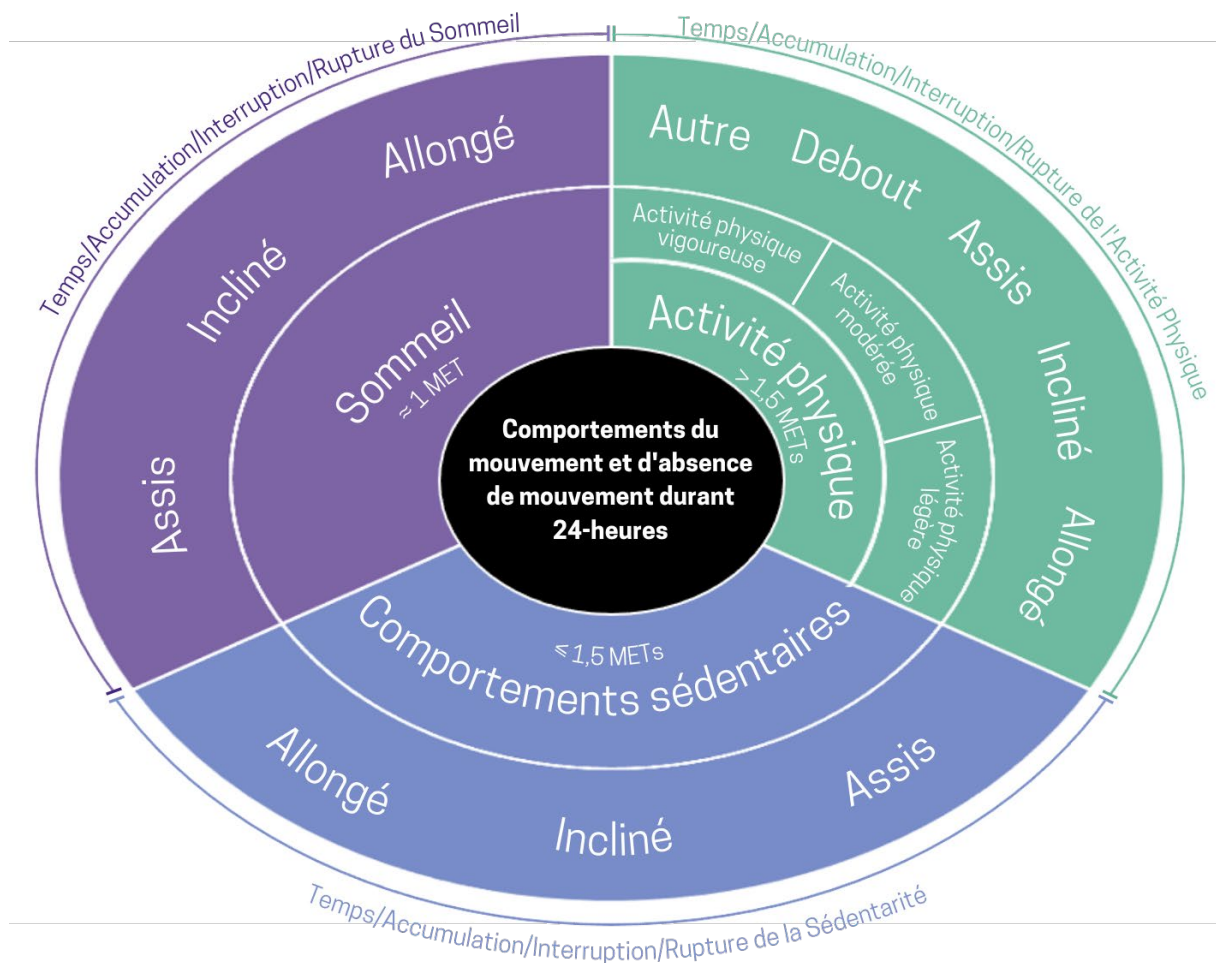 Temps/Accumulation/Interruption/Rupture du Sommeil
Temps/Accumulation/Interruption/Rupture de l'Activité Physique
Allongé
Incliné
Assis
Sommeil
≈ 1 MET
Autre
Debout
Assis
Incliné
Allongé
Activité physique
vigoureuse
Activité physique
modérée
Activité physique
légère
Activité physique
> 1,5 METs
Comportements du
mouvement et d'absence
de mouvement durant
24-heures
⩽ 1,5 METs
Comportements sédentaires
Allongé
Incliné
Assis
Temps/Accumulation/Interruption/Rupture de la Sédentarité